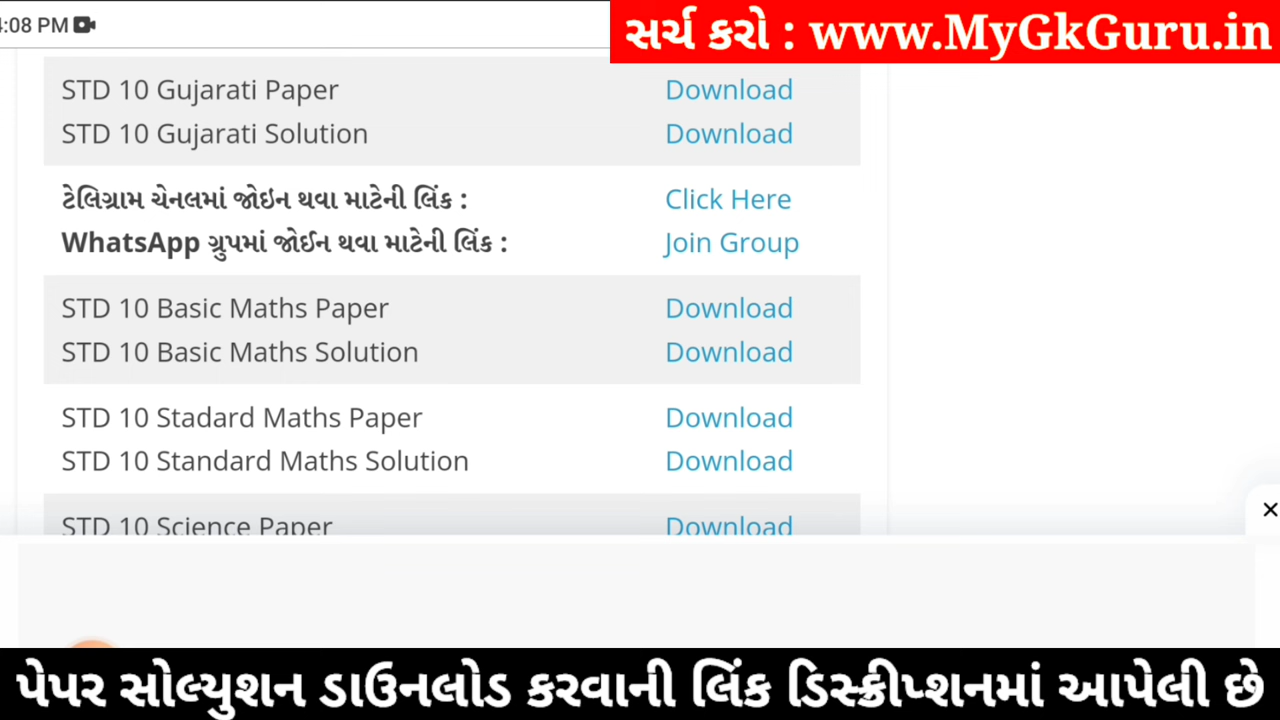 4:08 PM
સર્ચ કરો : www.MyGkGuru.in
STD 10 Gujarati Paper Download
STD 10 Gujarati Solution Download
ટેલિગ્રામ ચેનલમાં જોઇન થવા માટેની લિંક : Click Here
WhatsApp ગ્રુપમાં જોઈન થવા માટેની લિંક : Join Group
STD 10 Basic Maths Paper Download
STD 10 Basic Maths Solution Download
STD 10 Stadard Maths Paper Download
STD 10 Standard Maths Solution Download
STD 10 Science Paper Download
પેપર સોલ્યુશન ડાઉનલોડ કરવાની લિંક ડિસ્ક્રીપ્શનમાં આપેલી છે